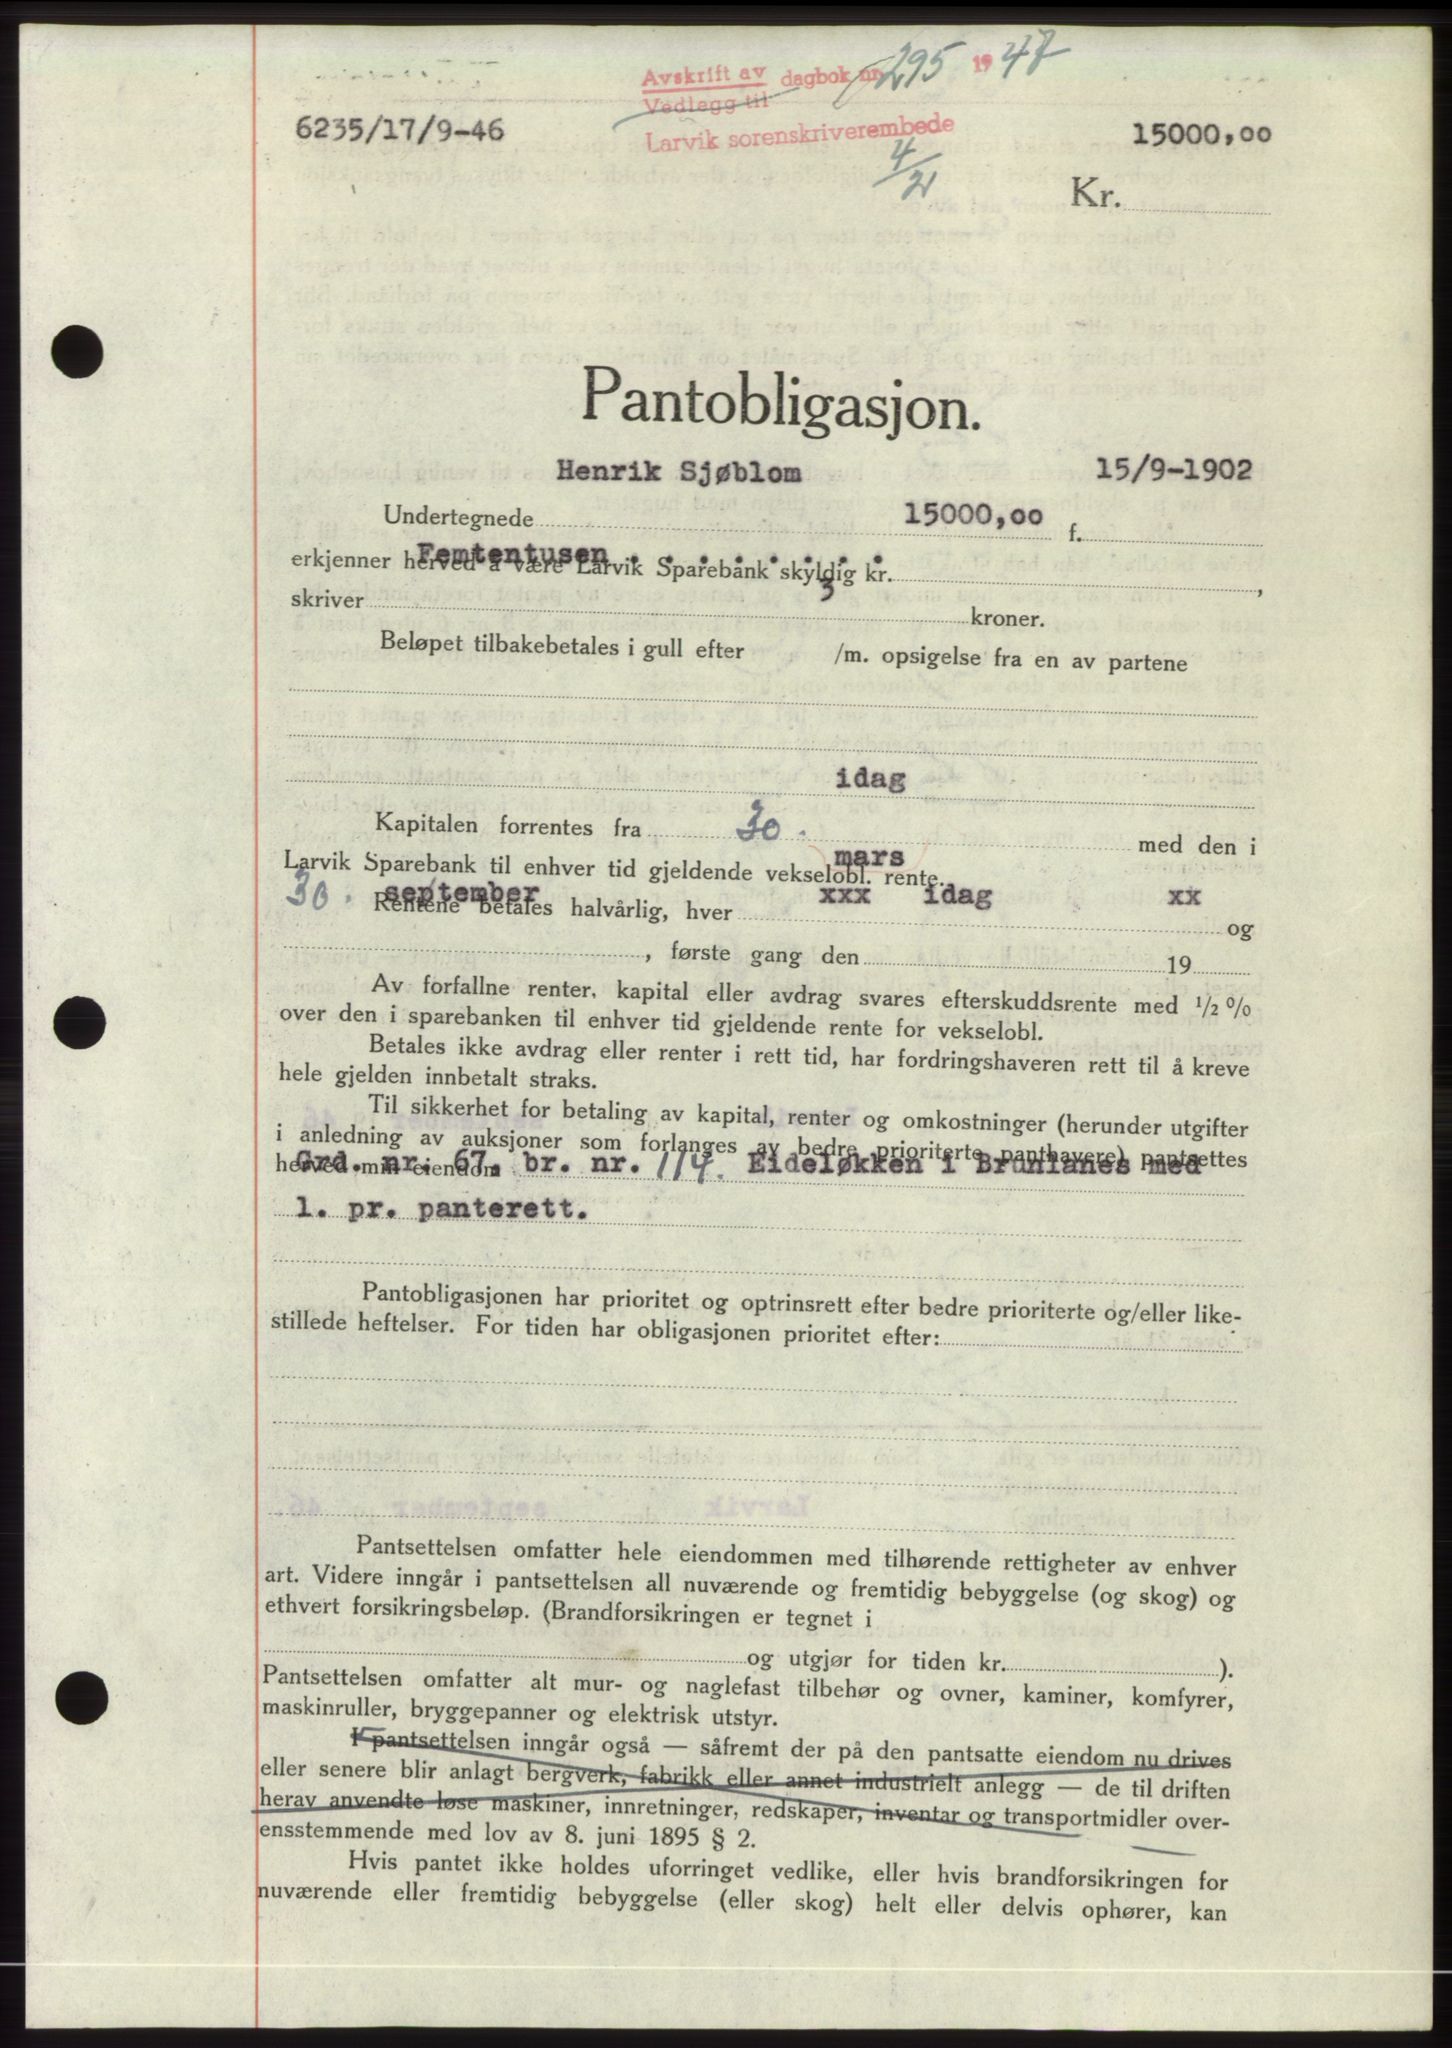 Avskrift av dagbok nr. 295 1947
Vedlegg til
6235/17/9-46
Larvik sorenskriverembede
15000,00
4/21
Kr.
Pantobligasjon.
Henrik Sjøblom 15/9-1902
Undertegnede 15000,00 f.
Femtentusen . . . . . .
erkjenner herved å være Larvik Sparebank skyldig kr.,
skriver kroner.
3
Beløpet tilbakebetales i gull efter /m. opsigelse fra en av partene
idag
Kapitalen forrentes fra 30. med den i
mars
Larvik Sparebank til enhver tid gjeldende vekselobl. rente.
30. september xxx idag xx
Rentene betales halvårlig, hver og
, første gang den 19
Av forfallne renter, kapital eller avdrag svares efterskuddsrente med 1/2 %
over den i sparebanken til enhver tid gjeldende rente for vekselobl.
Betales ikke avdrag eller renter i rett tid, har fordringshaveren rett til å kreve
hele gjelden innbetalt straks.
Til sikkerhet for betaling av kapital, renter og omkostninger (herunder utgifter
i anledning av auksjoner som forlanges av bedre prioriterte panthavere) pantsettes
herved min eiendom
Grd. nr. 67, br. nr. 114. Eideløkken i Brunlanes med
1. pr. panterett.
Pantobligasjonen har prioritet og optrinsrett efter bedre prioriterte og/eller like-
stillede heftelser. For tiden har obligasjonen prioritet efter:
Pantsettelsen omfatter hele eiendommen med tilhørende rettigheter av enhver
art. Videre inngår i pantsettelsen all nuværende og fremtidig bebyggelse (og skog) og
ethvert forsikringsbeløp. (Brandforsikringen er tegnet i
og utgjør for tiden kr. ).
Pantsettelsen omfatter alt mur- og naglefast tilbehør og ovner, kaminer, komfyrer,
maskinruller, bryggepanner og elektrisk utstyr.
I pantsettelsen inngår også — såfremt der på den pantsatte eiendom nu drives
eller senere blir anlagt bergverk, fabrikk eller annet industrielt anlegg — de til driften
herav anvendte løse maskiner, innretninger, redskaper, inventar og transportmidler over-
ensstemmende med lov av 8. juni 1895 § 2.
Hvis pantet ikke holdes uforringet vedlike, eller hvis brandforsikringen for
nuværende eller fremtidig bebyggelse (eller skog) helt eller delvis ophører, kan